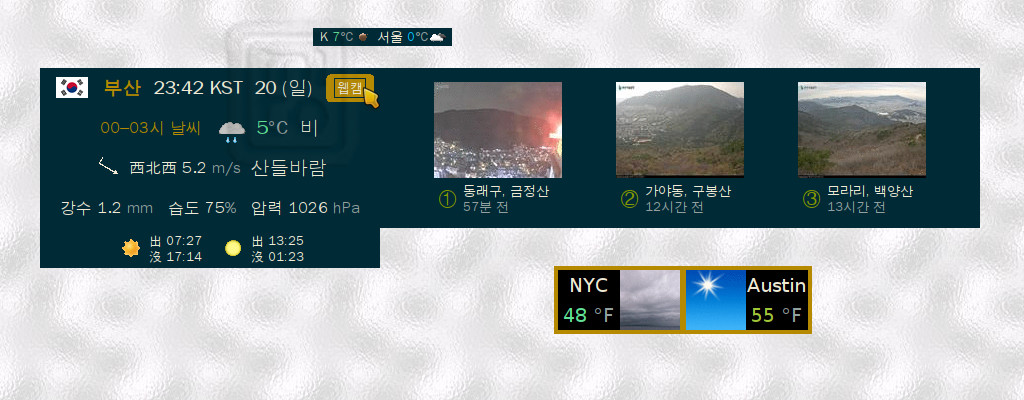 K 7°C 서울 0°C
부산 23:42 KST 20 (일) 웹캠
00–03시 날씨 5°C 비
西北西 5.2 m/s 산들바람
강수 1.2 mm 습도 75% 압력 1026 hPa
出 07:27
沒 17:14
出 13:25
沒 01:23
① 동래구, 금정산
57분 전
② 가야동, 구봉산
12시간 전
③ 모라리, 백양산
13시간 전
NYC
48 °F
Austin
55 °F